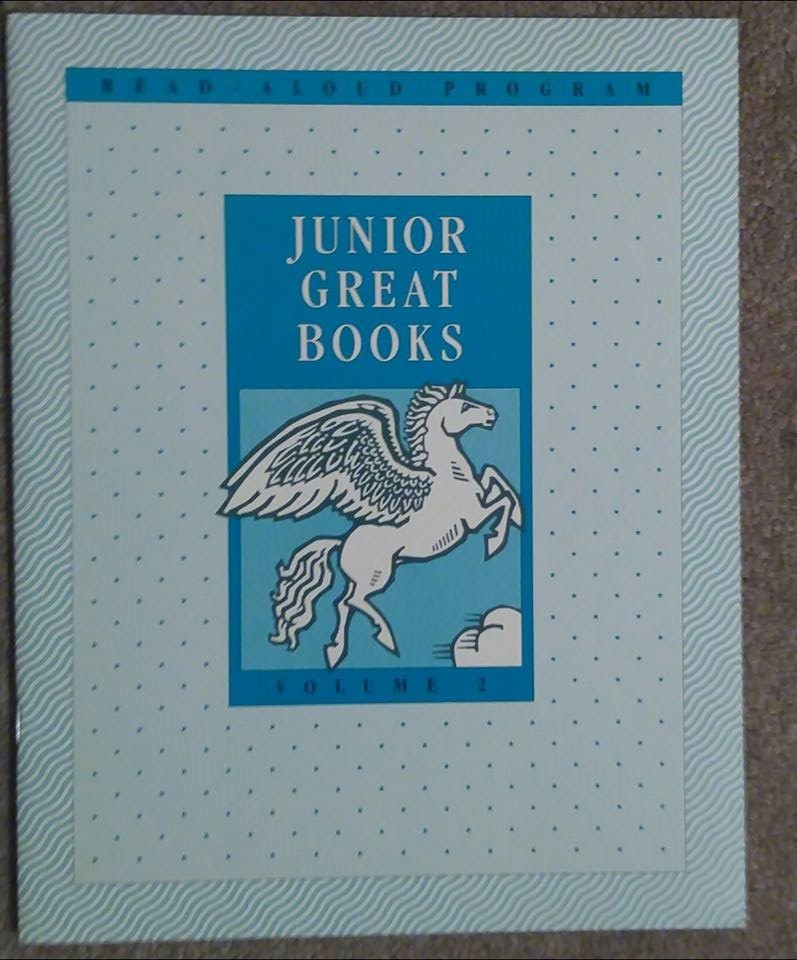 READ-ALOUD PROGRAM
JUNIOR
GREAT
BOOKS
VOLUME 2